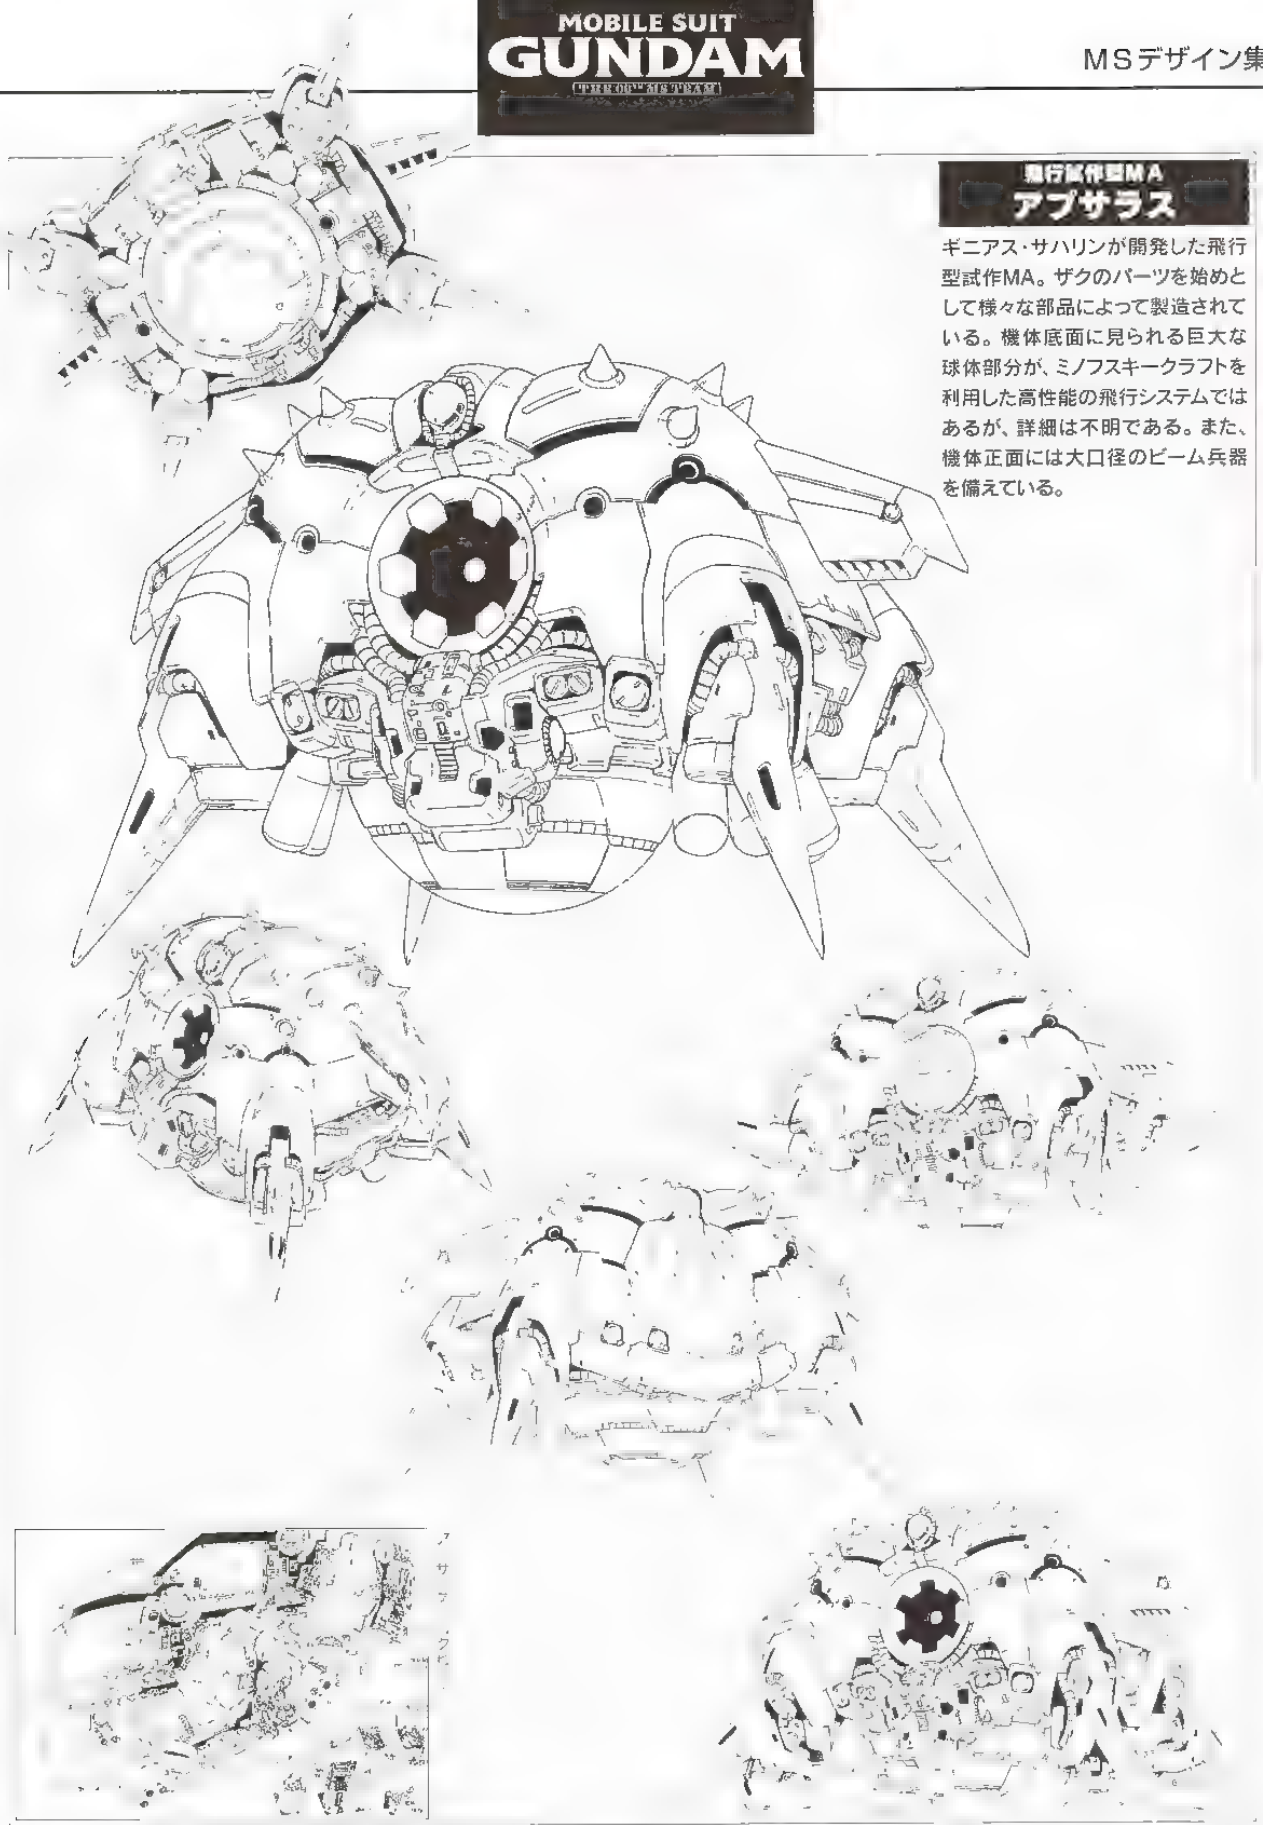 MOBILE SUIT
GUNDAM
THE 08TH MS TEAM
MSデザイン集
飛行試作型MA
アプサラス
ギニアス・サハリンが開発した飛行
型試作MA。ザクのパーツを始めと
して様々な部品によって製造されて
いる。機体底面に見られる巨大な
球体部分が、ミノフスキークラフトを
利用した高性能の飛行システムでは
あるが、詳細は不明である。また、
機体正面には大口径のビーム兵器
を備えている。